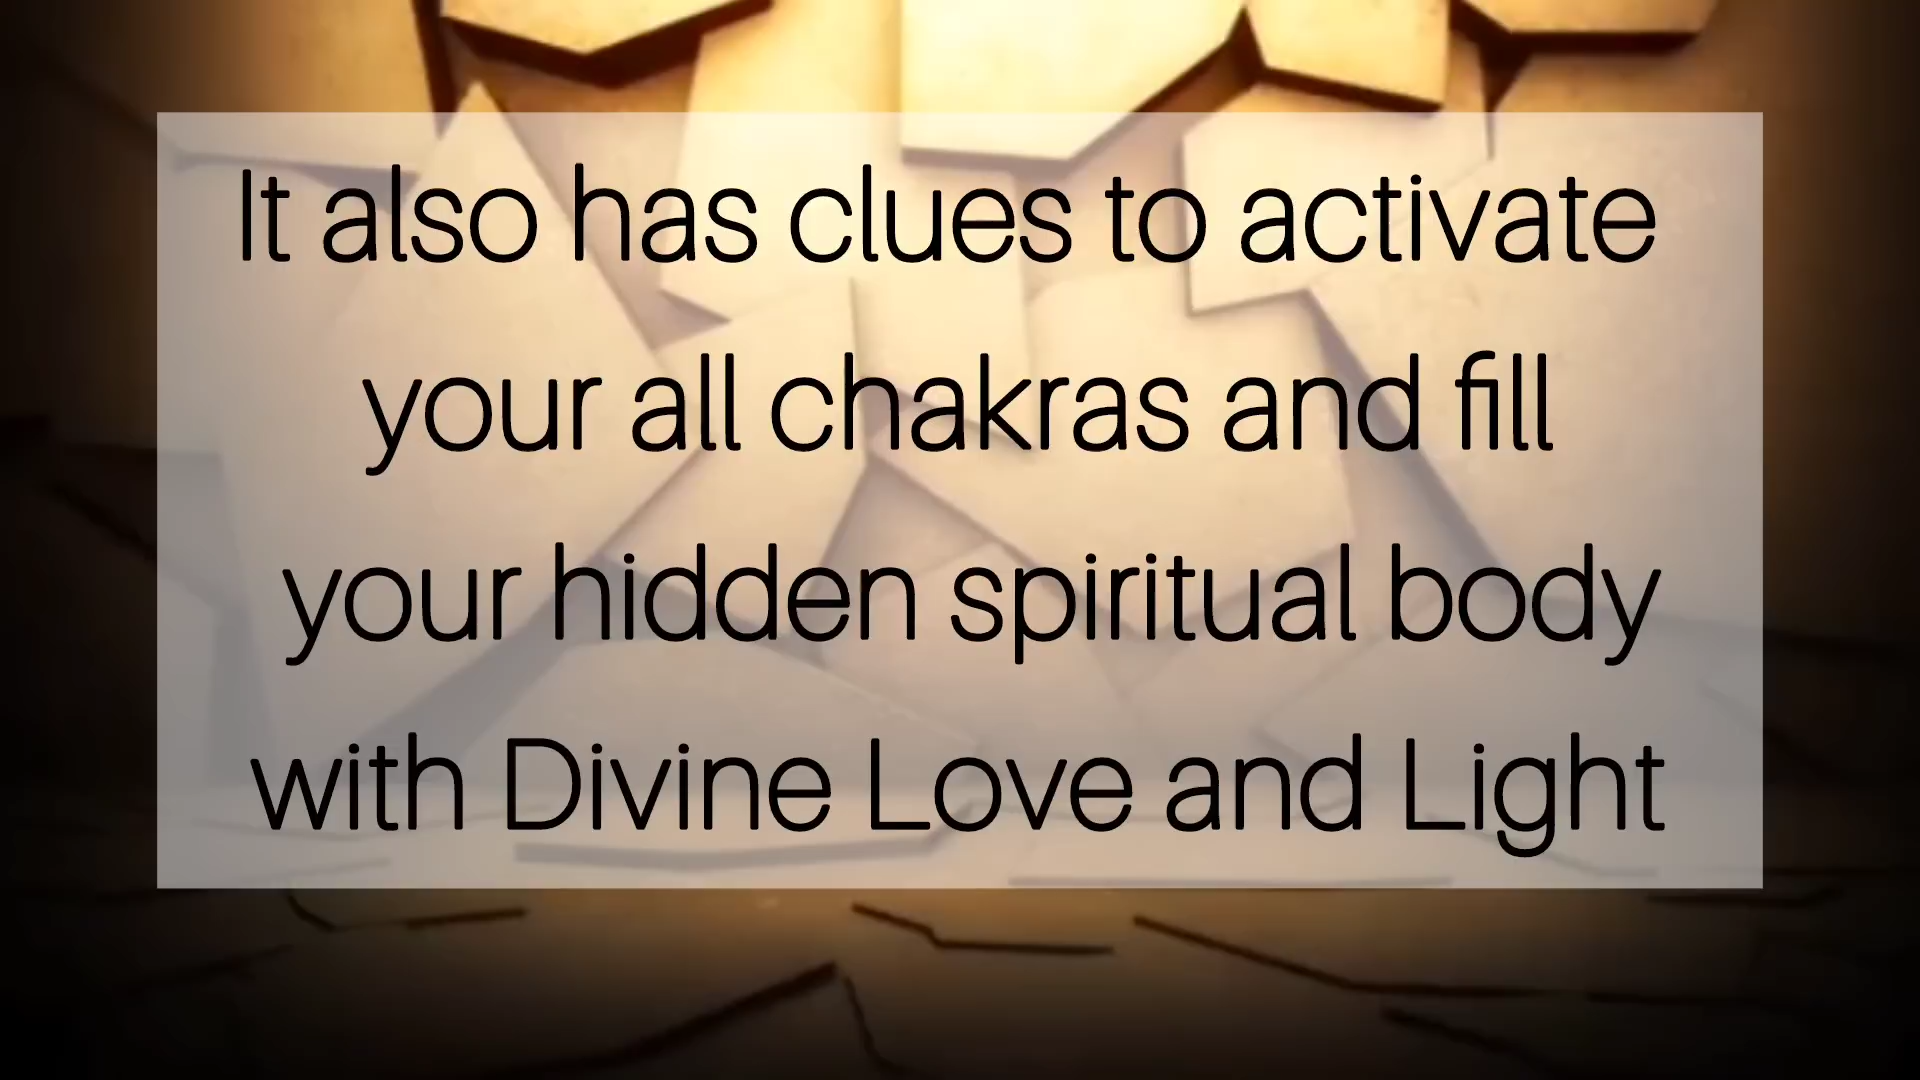 It also has clues to activate
your all chakras and fill
your hidden spiritual body
with Divine Love and Light